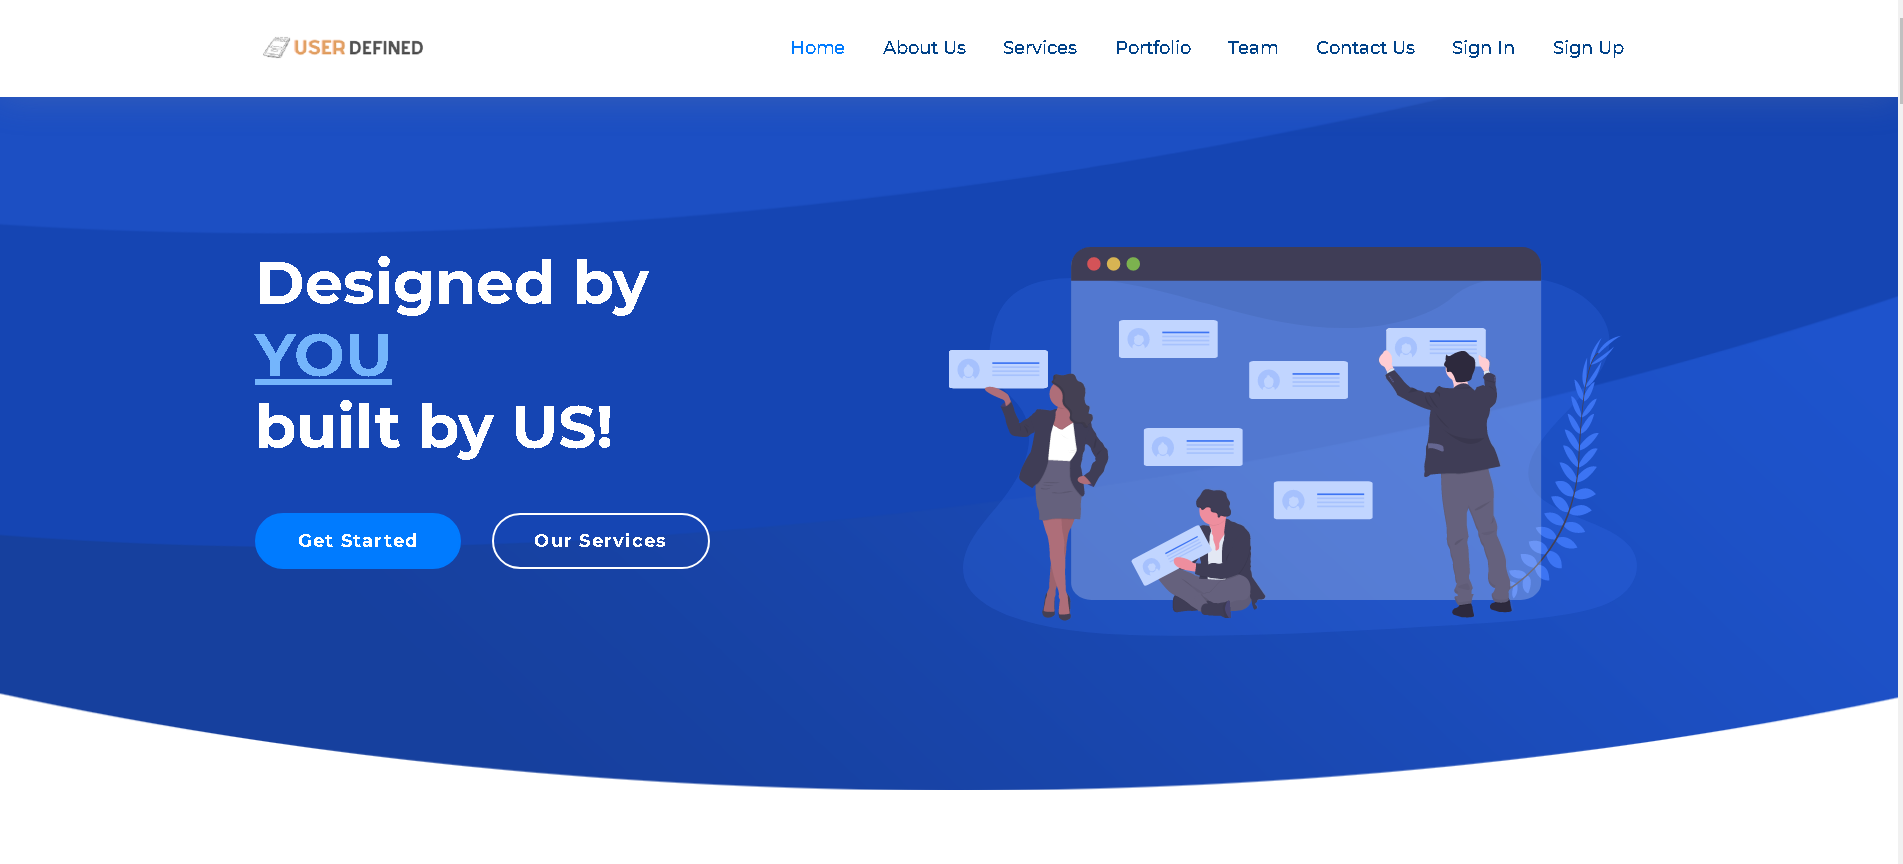 USER DEFINED
Home About Us Services Portfolio Team Contact Us Sign In Sign Up
Designed by
YOU
built by US!
Get Started Our Services